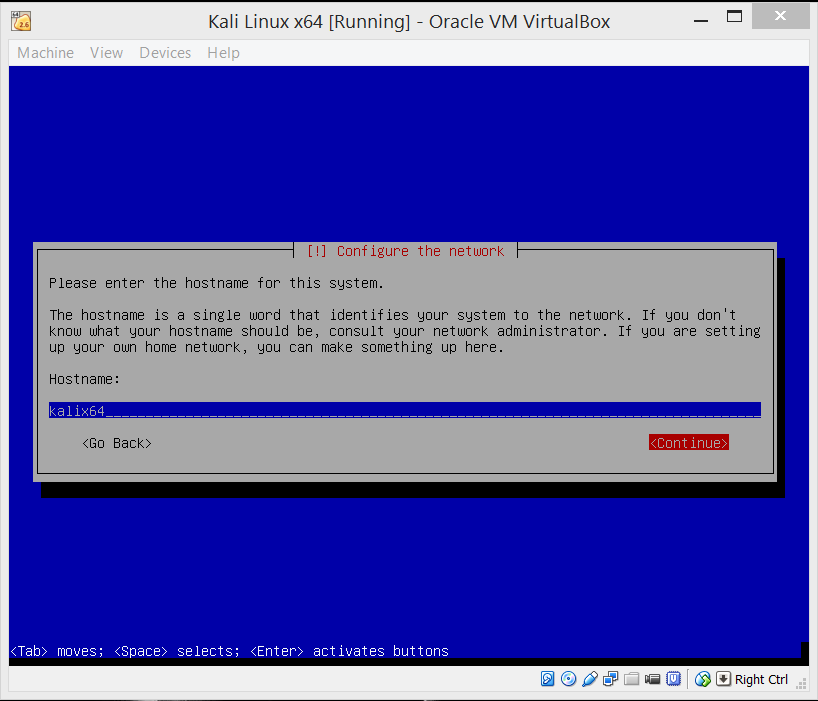 Kali Linux x64 [Running] - Oracle VM VirtualBox
Machine View Devices Help
[!] Configure the network
Please enter the hostname for this system.
The hostname is a single word that identifies your system to the network. If you don't
know what your hostname should be, consult your network administrator. If you are setting
up your own home network, you can make something up here.
Hostname:
kalix64
<Go Back> <Continue>
<Tab> moves; <Space> selects; <Enter> activates buttons
Right Ctrl